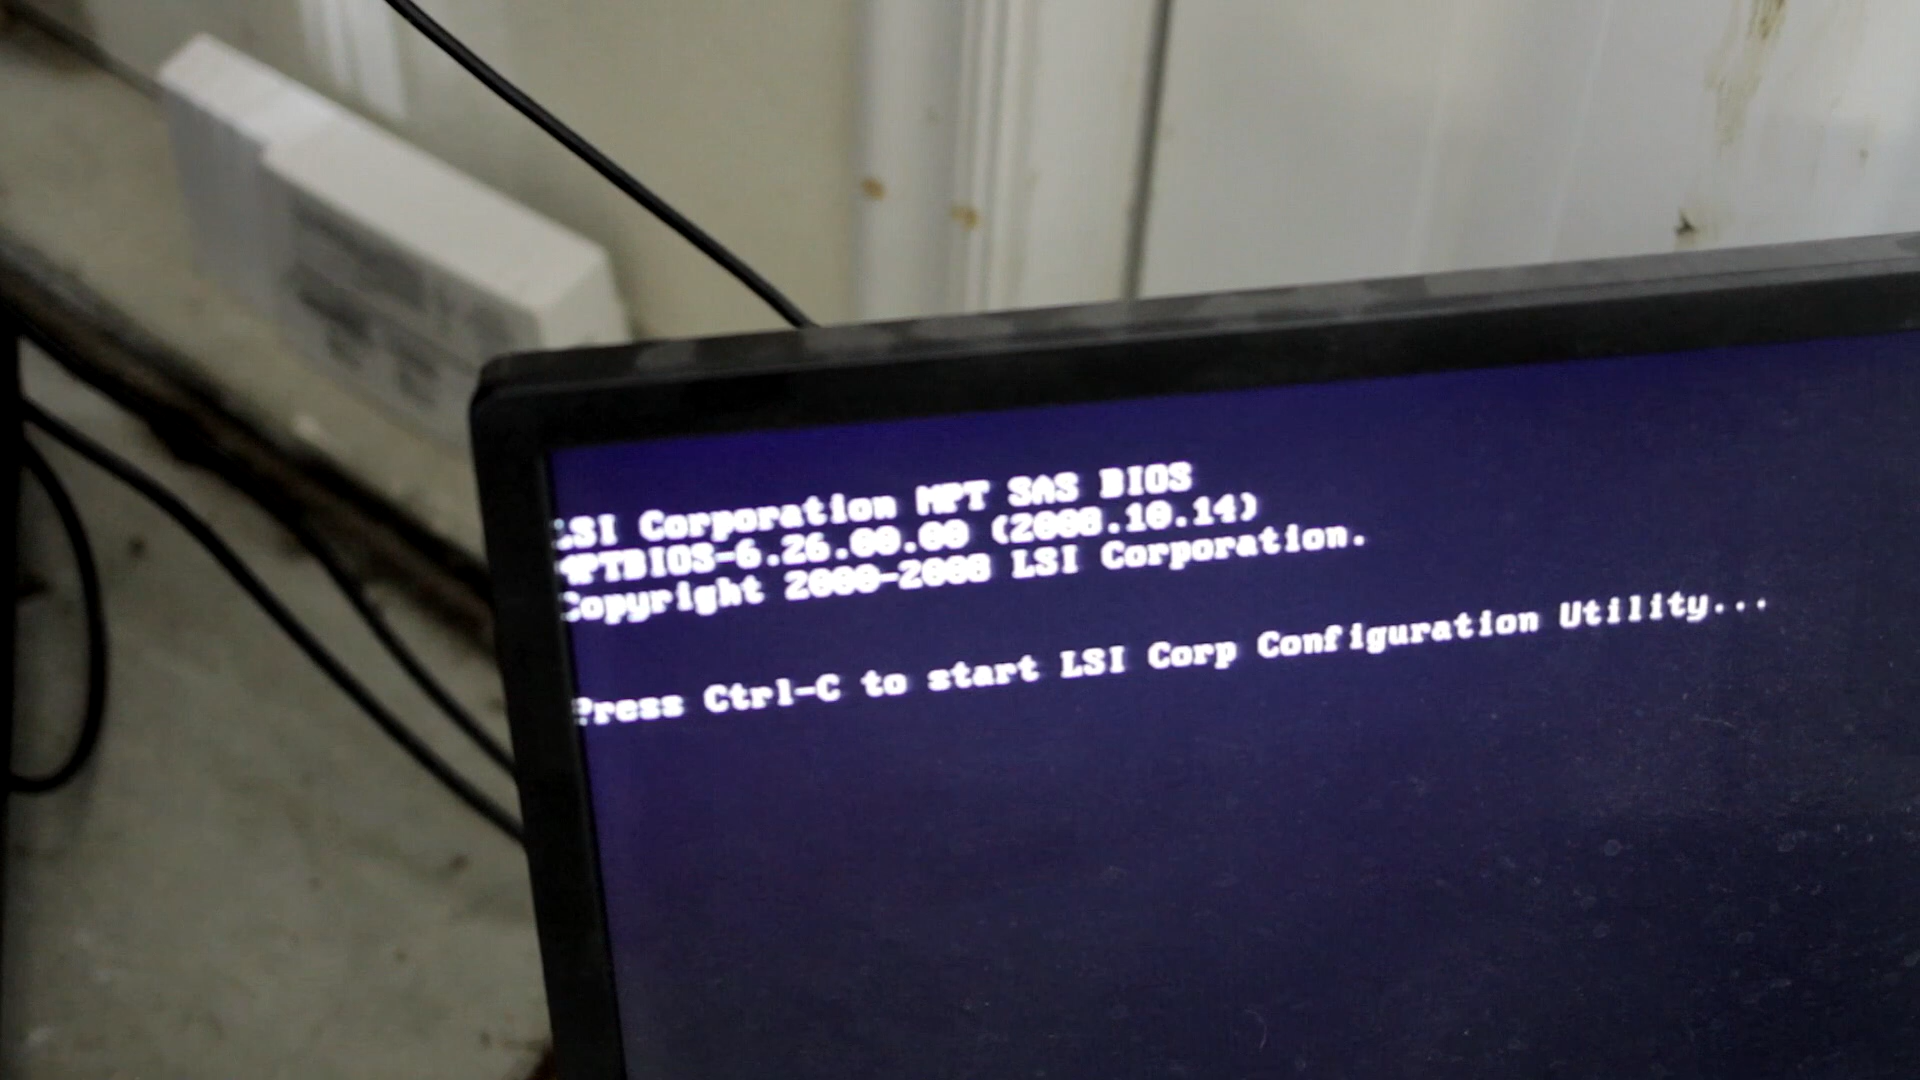 LSI Corporation MPT SAS BIOS
MPTBIOS-6.26.00.00 (2008.10.14)
Copyright 2000-2008 LSI Corporation.
Press Ctrl-C to start LSI Corp Configuration Utility...